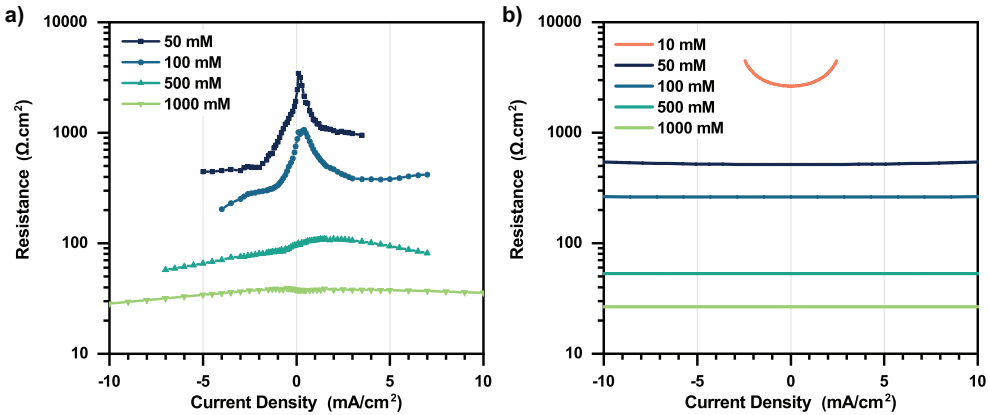 a)
10000
1000
100
10
Resistance (Ω.cm²)
50 mM
100 mM
500 mM
1000 mM
-10 -5 0 5 10
Current Density (mA/cm²)
b)
10000
1000
100
10
Resistance (Ω.cm²)
10 mM
50 mM
100 mM
500 mM
1000 mM
-10 -5 0 5 10
Current Density (mA/cm²)